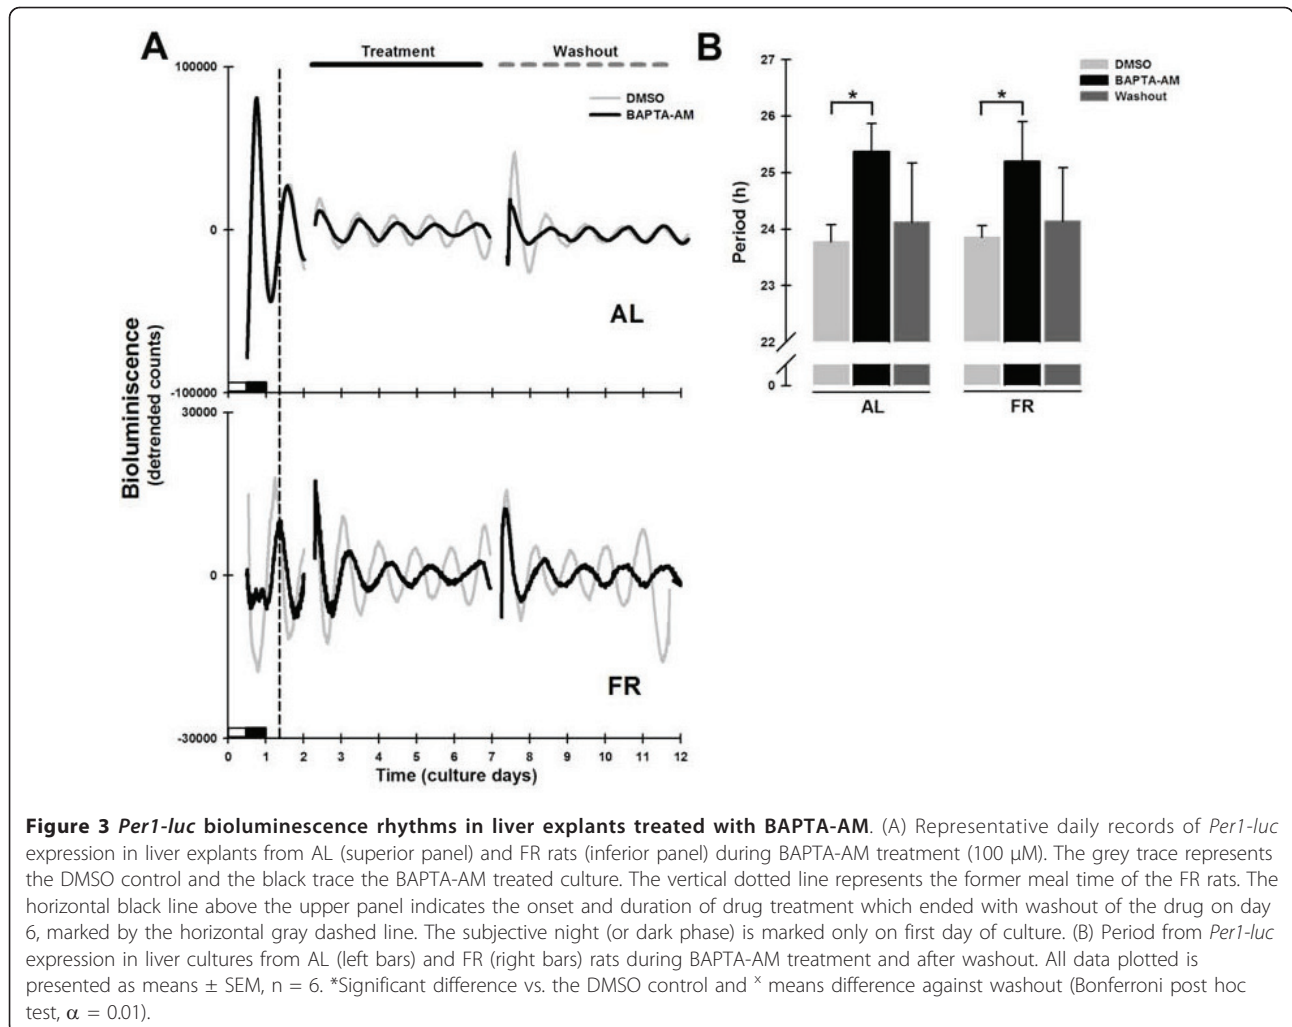 A
Treatment
Washout
100000
DMSO
BAPTA-AM
0
AL
-100000
30000
0
FR
-30000
Bioluminiscence
(detrended counts)
0 1 2 3 4 5 6 7 8 9 10 11 12
Time (culture days)
B
27
26
25
24
23
22
0
Period (h)
DMSO
BAPTA-AM
Washout
*
*
AL
FR
Figure 3 Per1-luc bioluminescence rhythms in liver explants treated with BAPTA-AM. (A) Representative daily records of Per1-luc
expression in liver explants from AL (superior panel) and FR rats (inferior panel) during BAPTA-AM treatment (100 μM). The grey trace represents
the DMSO control and the black trace the BAPTA-AM treated culture. The vertical dotted line represents the former meal time of the FR rats. The
horizontal black line above the upper panel indicates the onset and duration of drug treatment which ended with washout of the drug on day
6, marked by the horizontal gray dashed line. The subjective night (or dark phase) is marked only on first day of culture. (B) Period from Per1-luc
expression in liver cultures from AL (left bars) and FR (right bars) rats during BAPTA-AM treatment and after washout. All data plotted is
presented as means ± SEM, n = 6. *Significant difference vs. the DMSO control and ˣ means difference against washout (Bonferroni post hoc
test, α = 0.01).